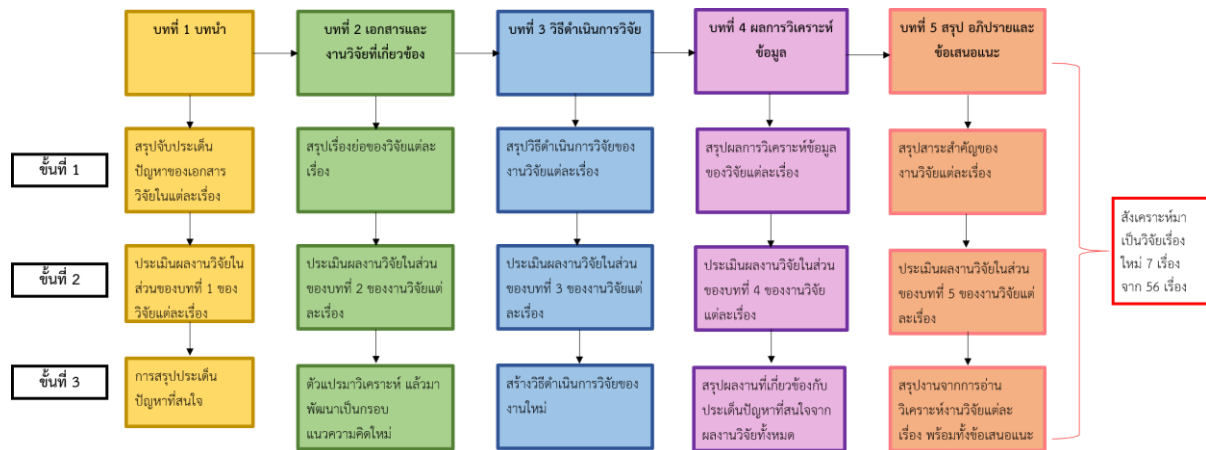 บทที่ 1 บทนำ
บทที่ 2 เอกสารและ
งานวิจัยที่เกี่ยวข้อง
บทที่ 3 วิธีดำเนินการวิจัย
บทที่ 4 ผลการวิเคราะห์
ข้อมูล
บทที่ 5 สรุป อภิปรายและ
ข้อเสนอแนะ
ขั้นที่ 1
สรุปจับประเด็น
ปัญหาของเอกสาร
วิจัยในแต่ละเรื่อง
สรุปเรื่องย่อของวิจัยแต่ละ
เรื่อง
สรุปวิธีดำเนินการวิจัยของ
งานวิจัยแต่ละเรื่อง
สรุปผลการวิเคราะห์ข้อมูล
ของวิจัยแต่ละเรื่อง
สรุปสาระสำคัญของ
งานวิจัยแต่ละเรื่อง
ขั้นที่ 2
ประเมินผลงานวิจัยใน
ส่วนของบทที่ 1 ของ
วิจัยแต่ละเรื่อง
ประเมินผลงานวิจัยในส่วน
ของบทที่ 2 ของงานวิจัยแต่
ละเรื่อง
ประเมินผลงานวิจัยในส่วน
ของบทที่ 3 ของงานวิจัยแต่
ละเรื่อง
ประเมินผลงานวิจัยในส่วน
ของบทที่ 4 ของงานวิจัย
แต่ละเรื่อง
ประเมินผลงานวิจัยในส่วน
ของบทที่ 5 ของงานวิจัยแต่
ละเรื่อง
ขั้นที่ 3
การสรุปประเด็น
ปัญหาที่สนใจ
ตัวแปรมาวิเคราะห์ แล้วมา
พัฒนาเป็นกรอบ
แนวความคิดใหม่
สร้างวิธีดำเนินการวิจัยของ
งานใหม่
สรุปผลงานที่เกี่ยวข้องกับ
ประเด็นปัญหาที่สนใจจาก
ผลงานวิจัยทั้งหมด
สรุปงานจากการอ่าน
วิเคราะห์งานวิจัยแต่ละ
เรื่อง พร้อมทั้งข้อเสนอแนะ
สังเคราะห์มา
เป็นวิจัยเรื่อง
ใหม่ 7 เรื่อง
จาก 56 เรื่อง